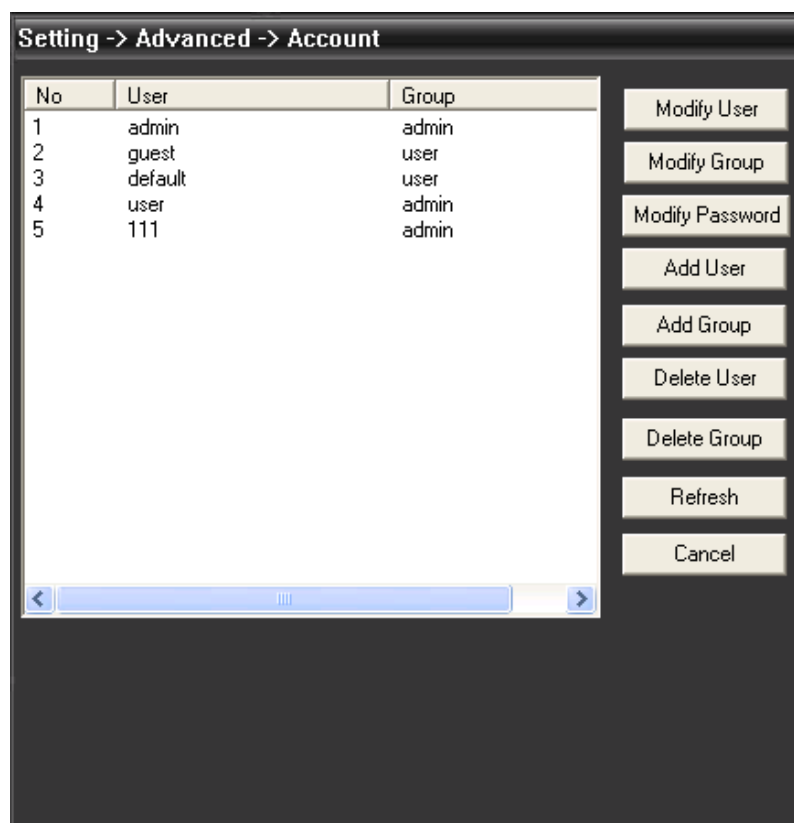 Setting -> Advanced -> Account
No User Group
1 admin admin
2 guest user
3 default user
4 user admin
5 111 admin
Modify User
Modify Group
Modify Password
Add User
Add Group
Delete User
Delete Group
Refresh
Cancel